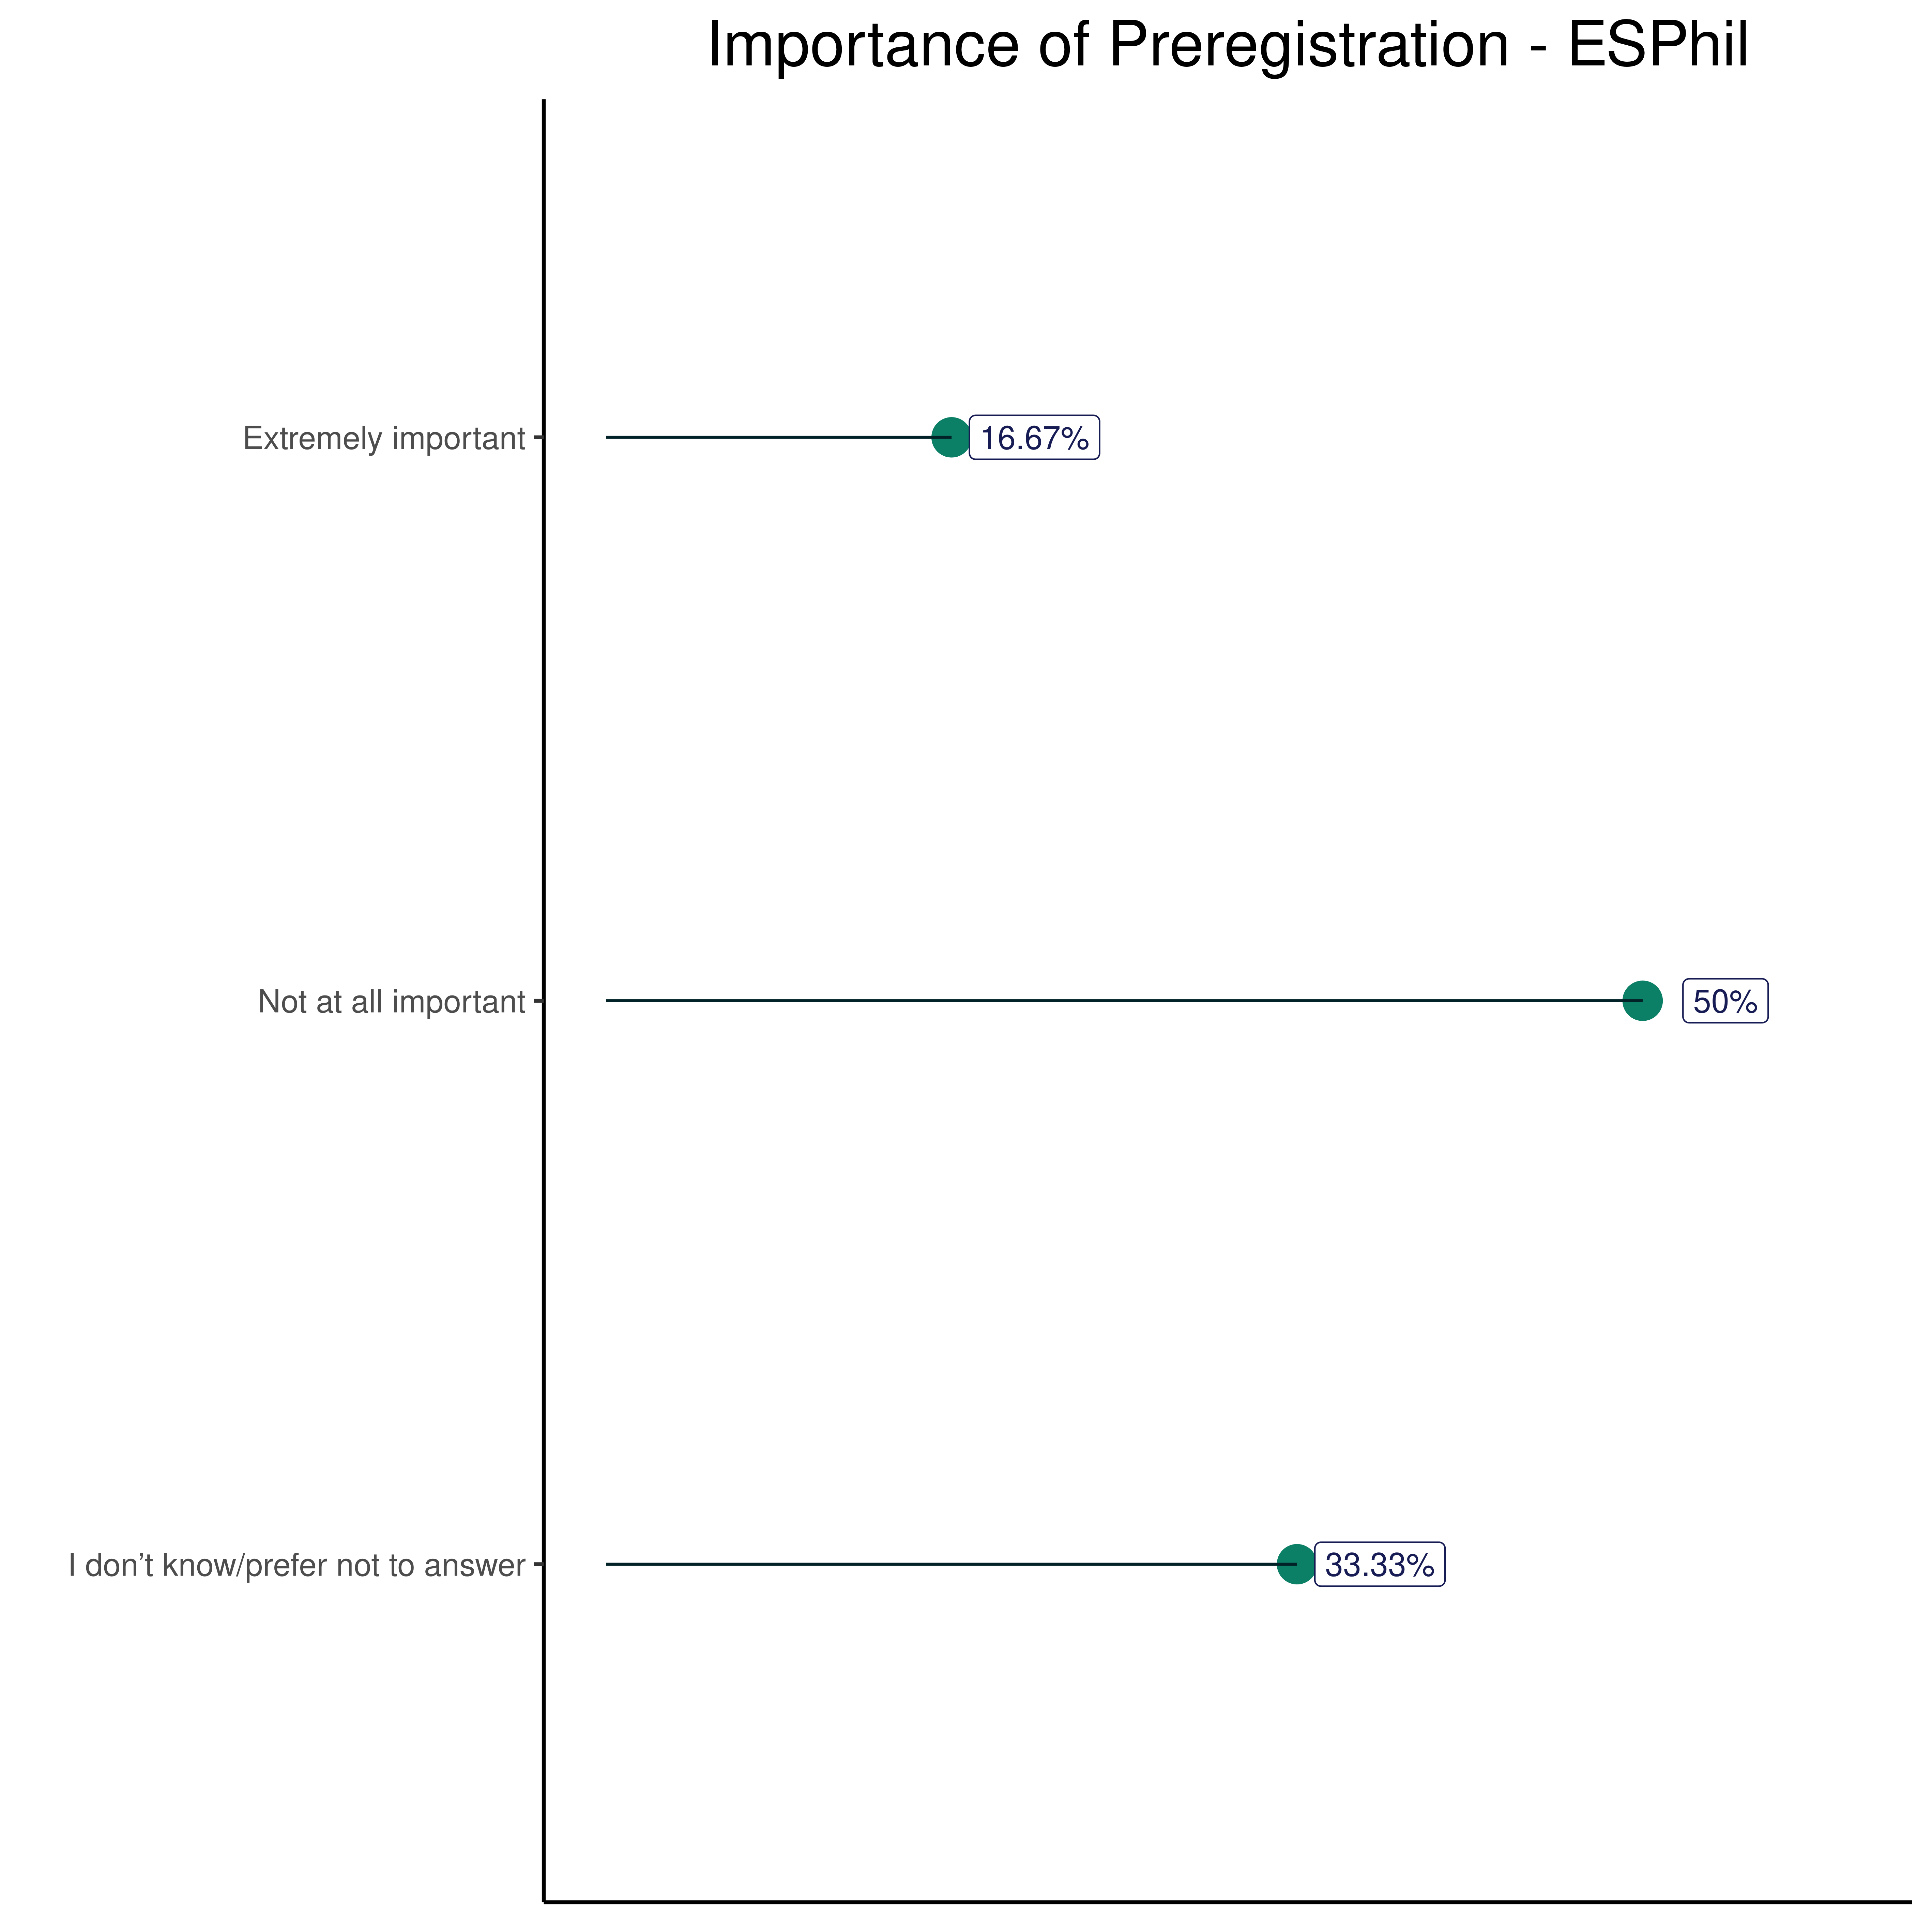 Importance of Preregistration - ESPhil
Extremely important
16.67%
Not at all important
50%
I don’t know/prefer not to answer
33.33%